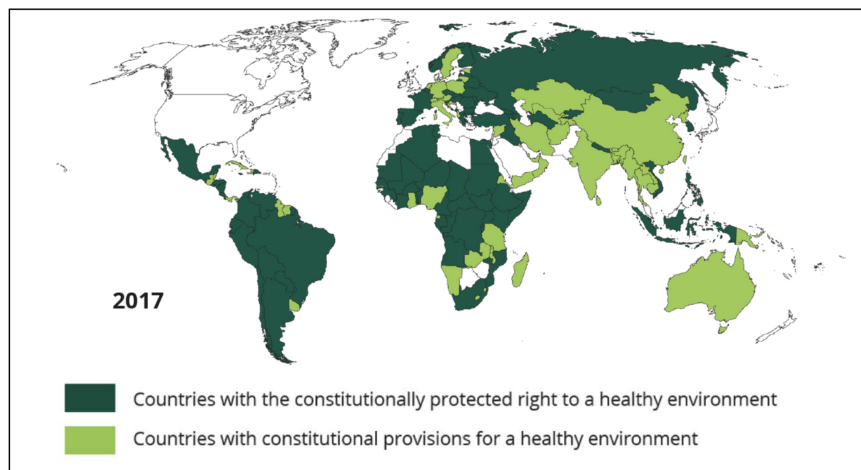 2017
Countries with the constitutionally protected right to a healthy environment
Countries with constitutional provisions for a healthy environment